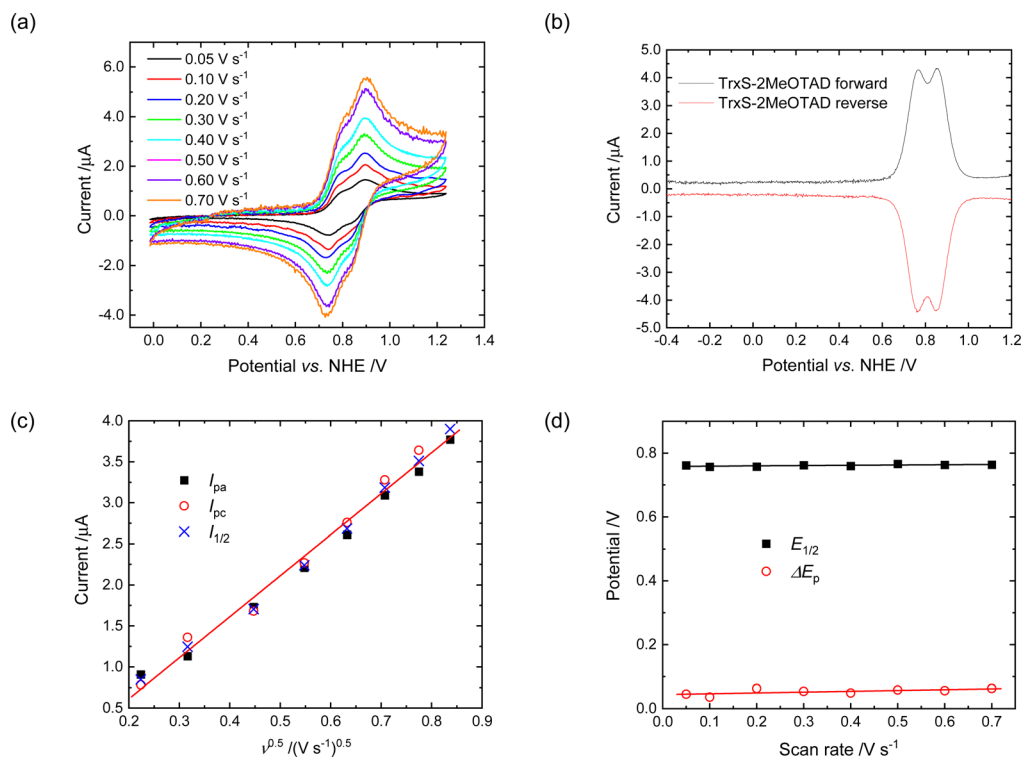 (a)
0.05 V s⁻¹
0.10 V s⁻¹
0.20 V s⁻¹
0.30 V s⁻¹
0.40 V s⁻¹
0.50 V s⁻¹
0.60 V s⁻¹
0.70 V s⁻¹
6.0
4.0
2.0
0.0
-2.0
-4.0
Current /µA
0.0 0.2 0.4 0.6 0.8 1.0 1.2 1.4
Potential vs. NHE /V
(b)
TrxS-2MeOTAD forward
TrxS-2MeOTAD reverse
5.0
4.0
3.0
2.0
1.0
0.0
-1.0
-2.0
-3.0
-4.0
-5.0
Current /µA
-0.4 -0.2 0.0 0.2 0.4 0.6 0.8 1.0 1.2
Potential vs. NHE /V
(c)
I_pa
I_pc
I_1/2
4.0
3.5
3.0
2.5
2.0
1.5
1.0
0.5
Current /µA
0.2 0.3 0.4 0.5 0.6 0.7 0.8 0.9
ν^0.5 /(V s⁻¹)^0.5
(d)
E_1/2
ΔE_p
0.8
0.6
0.4
0.2
0.0
Potential /V
0.0 0.1 0.2 0.3 0.4 0.5 0.6 0.7
Scan rate /V s⁻¹